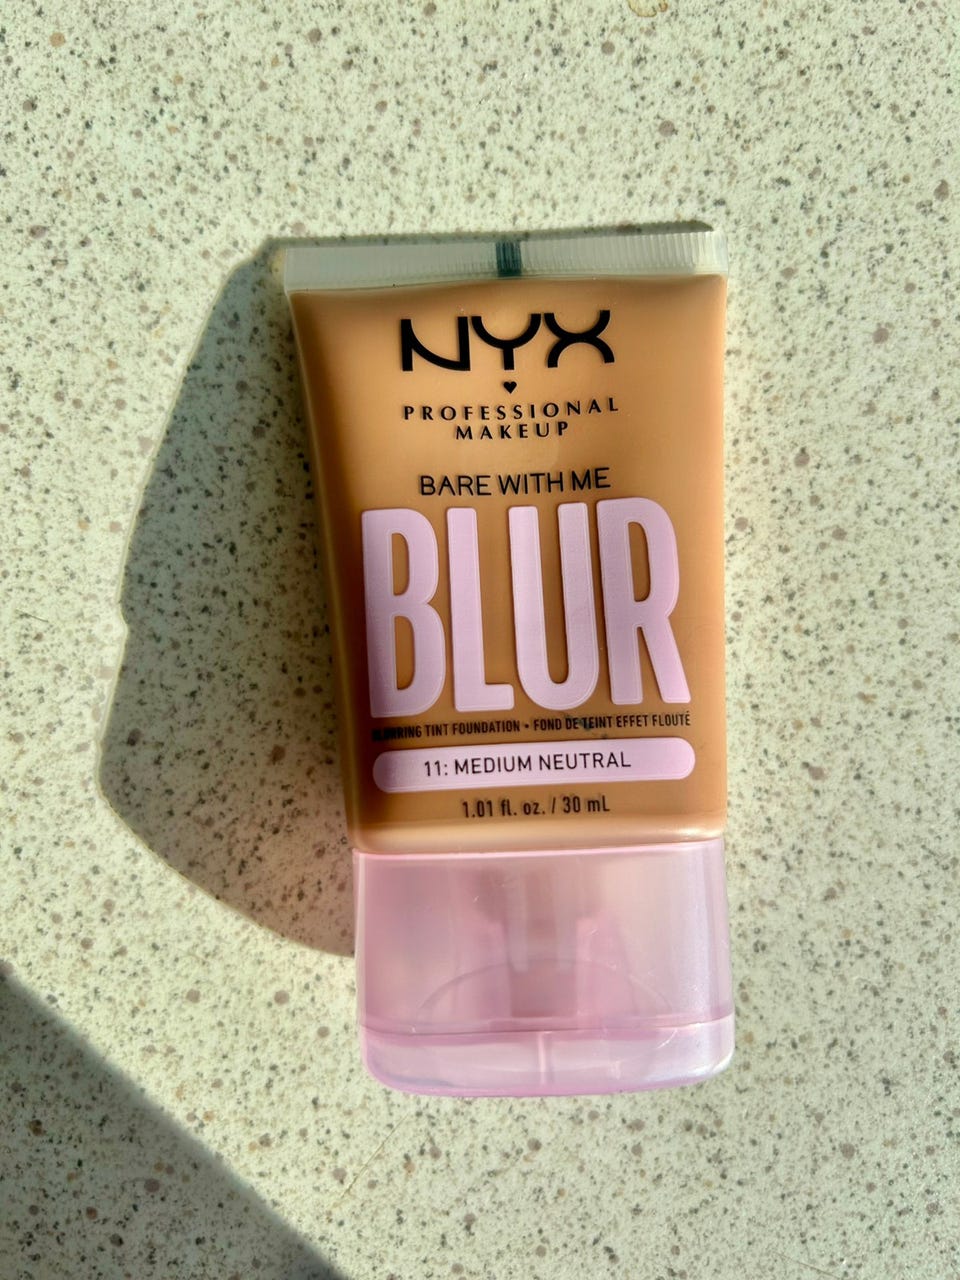 NYX
PROFESSIONAL
MAKEUP
BARE WITH ME
BLUR
BLURRING TINT FOUNDATION • FOND DE TEINT EFFET FLOUTÉ
11: MEDIUM NEUTRAL
1.01 fl. oz. / 30 mL